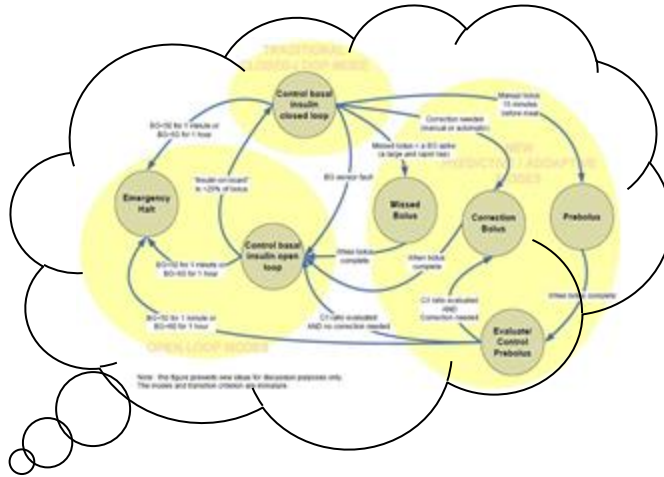 TRADITIONAL
CLOSED-LOOP MODE
Control basal
insulin
closed loop
Manual bolus
15 minutes
before meal
Correction needed
(manual or automatic)
BG<50 for 1 minute or
BG<60 for 1 hour
Missed bolus = a BG spike
(a large and rapid rise)
NEW
PREDICTIVE / ADDAPTIVE
MODES
"Insulin-on-board"
is <20% of bolus
BG sensor fault
Emergency
Halt
Missed
Bolus
Correction
Bolus
Prebolus
Control basal
insulin open
loop
When bolus
complete
When bolus
complete
BG<50 for 1 minute or
BG<60 for 1 hour
When bolus complete
C/I ratio evaluated
AND
Correction needed
BG<50 for 1 minute or
BG<60 for 1 hour
C/I ratio evaluated
AND no correction needed
OPEN-LOOP MODES
Evaluate/
Control
Prebolus
Note: This figure presents new ideas for discussion purposes only.
The modes and transition criterion are immature.